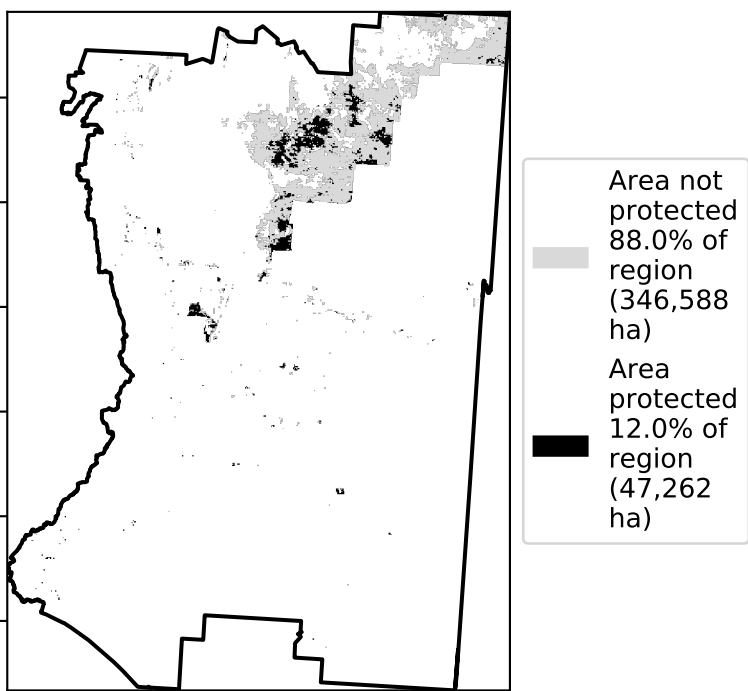 Area not
protected
88.0% of
region
(346,588
ha)
Area
protected
12.0% of
region
(47,262
ha)